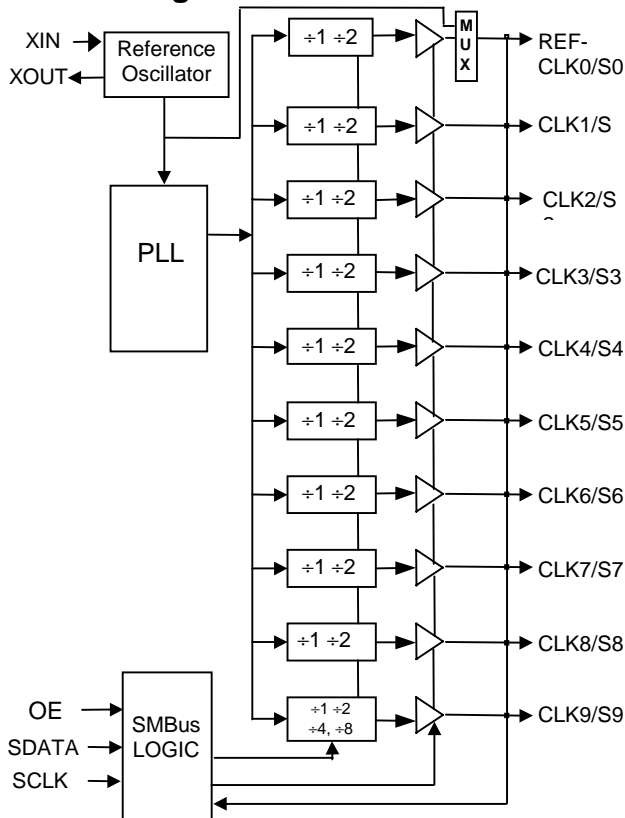 XIN
XOUT
Reference
Oscillator
÷1 ÷2
M
U
X
REF-
CLK0/S0
÷1 ÷2
CLK1/S
÷1 ÷2
CLK2/S
PLL
÷1 ÷2
CLK3/S3
÷1 ÷2
CLK4/S4
÷1 ÷2
CLK5/S5
÷1 ÷2
CLK6/S6
÷1 ÷2
CLK7/S7
÷1 ÷2
CLK8/S8
÷1 ÷2
÷4, ÷8
CLK9/S9
OE
SDATA
SCLK
SMBus
LOGIC